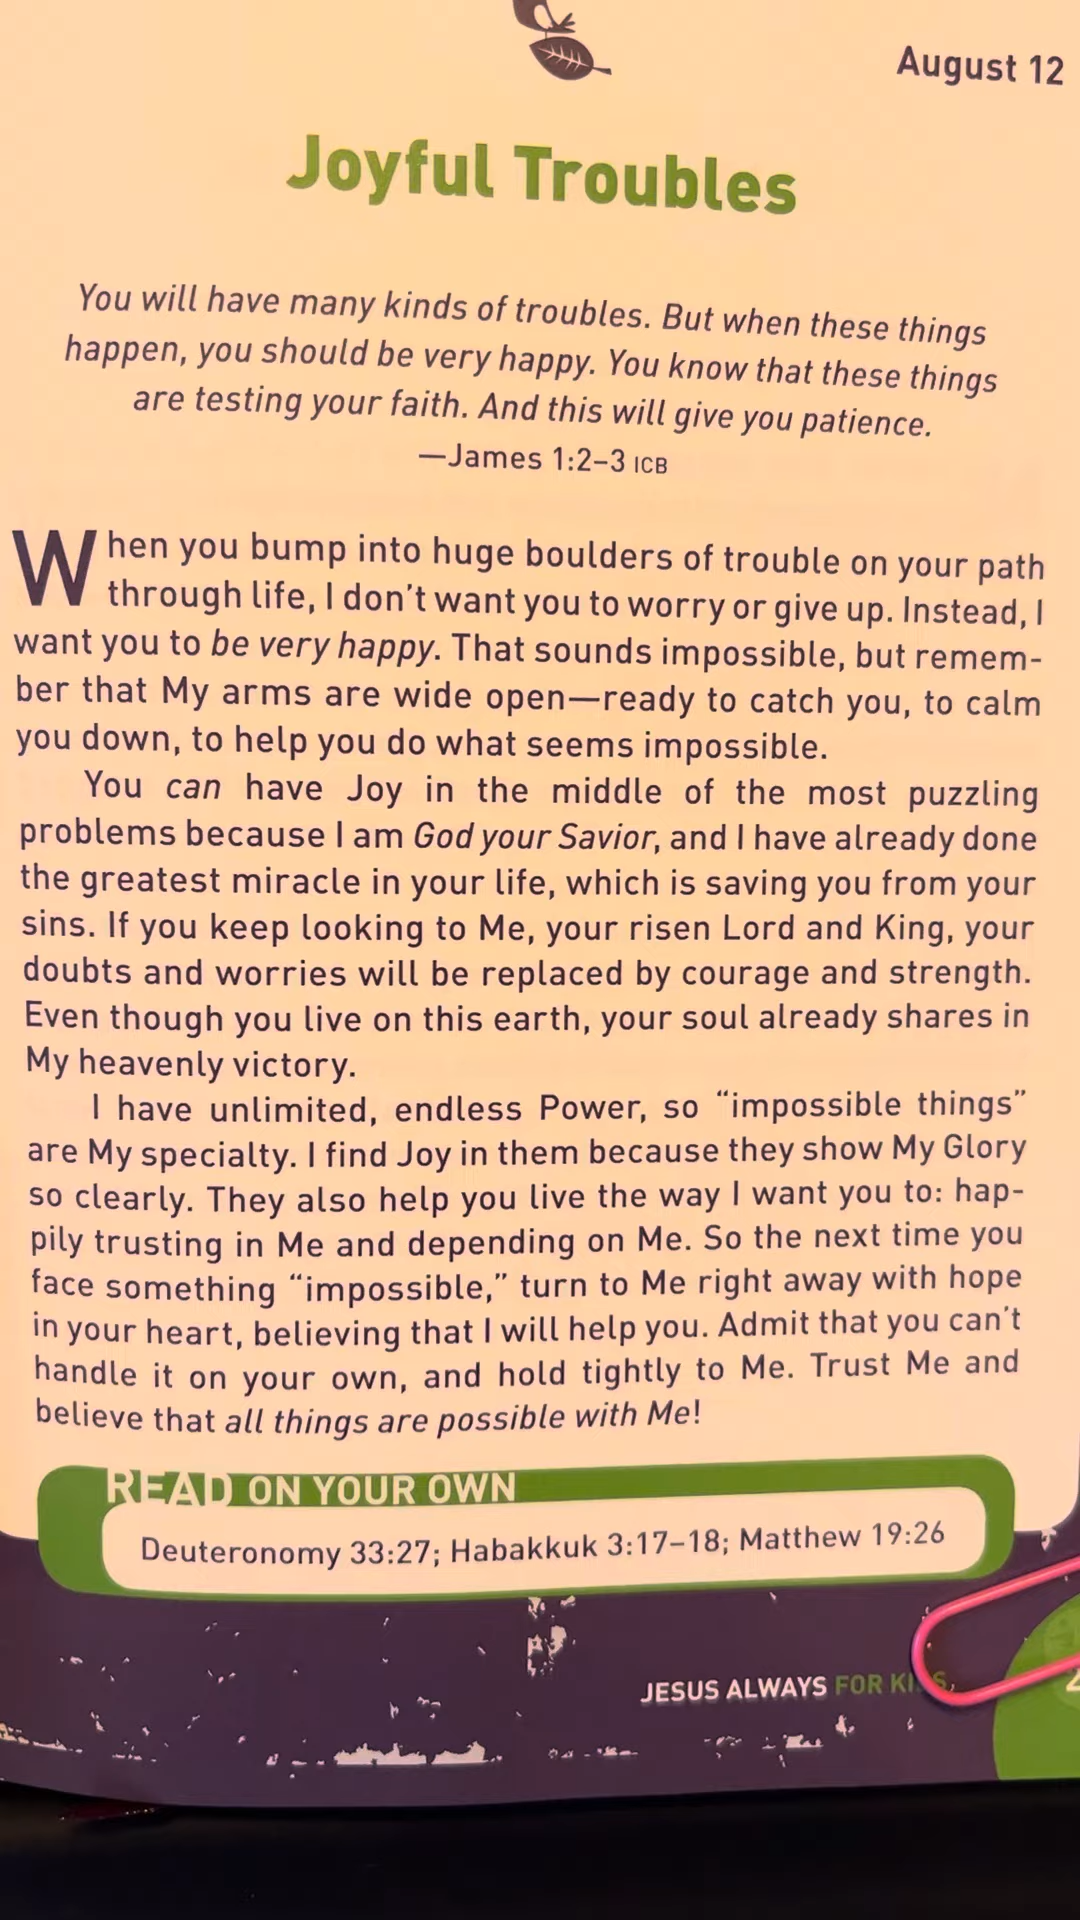 August 12
Joyful Troubles
You will have many kinds of troubles. But when these things
happen, you should be very happy. You know that these things
are testing your faith. And this will give you patience.
—James 1:2–3 ICB
When you bump into huge boulders of trouble on your path
through life, I don't want you to worry or give up. Instead, I
want you to be very happy. That sounds impossible, but remem-
ber that My arms are wide open—ready to catch you, to calm
you down, to help you do what seems impossible.
You can have Joy in the middle of the most puzzling
problems because I am God your Savior, and I have already done
the greatest miracle in your life, which is saving you from your
sins. If you keep looking to Me, your risen Lord and King, your
doubts and worries will be replaced by courage and strength.
Even though you live on this earth, your soul already shares in
My heavenly victory.
I have unlimited, endless Power, so “impossible things”
are My specialty. I find Joy in them because they show My Glory
so clearly. They also help you live the way I want you to: hap-
pily trusting in Me and depending on Me. So the next time you
face something “impossible,” turn to Me right away with hope
in your heart, believing that I will help you. Admit that you can't
handle it on your own, and hold tightly to Me. Trust Me and
believe that all things are possible with Me!
READ ON YOUR OWN
Deuteronomy 33:27; Habakkuk 3:17–18; Matthew 19:26
JESUS ALWAYS FOR